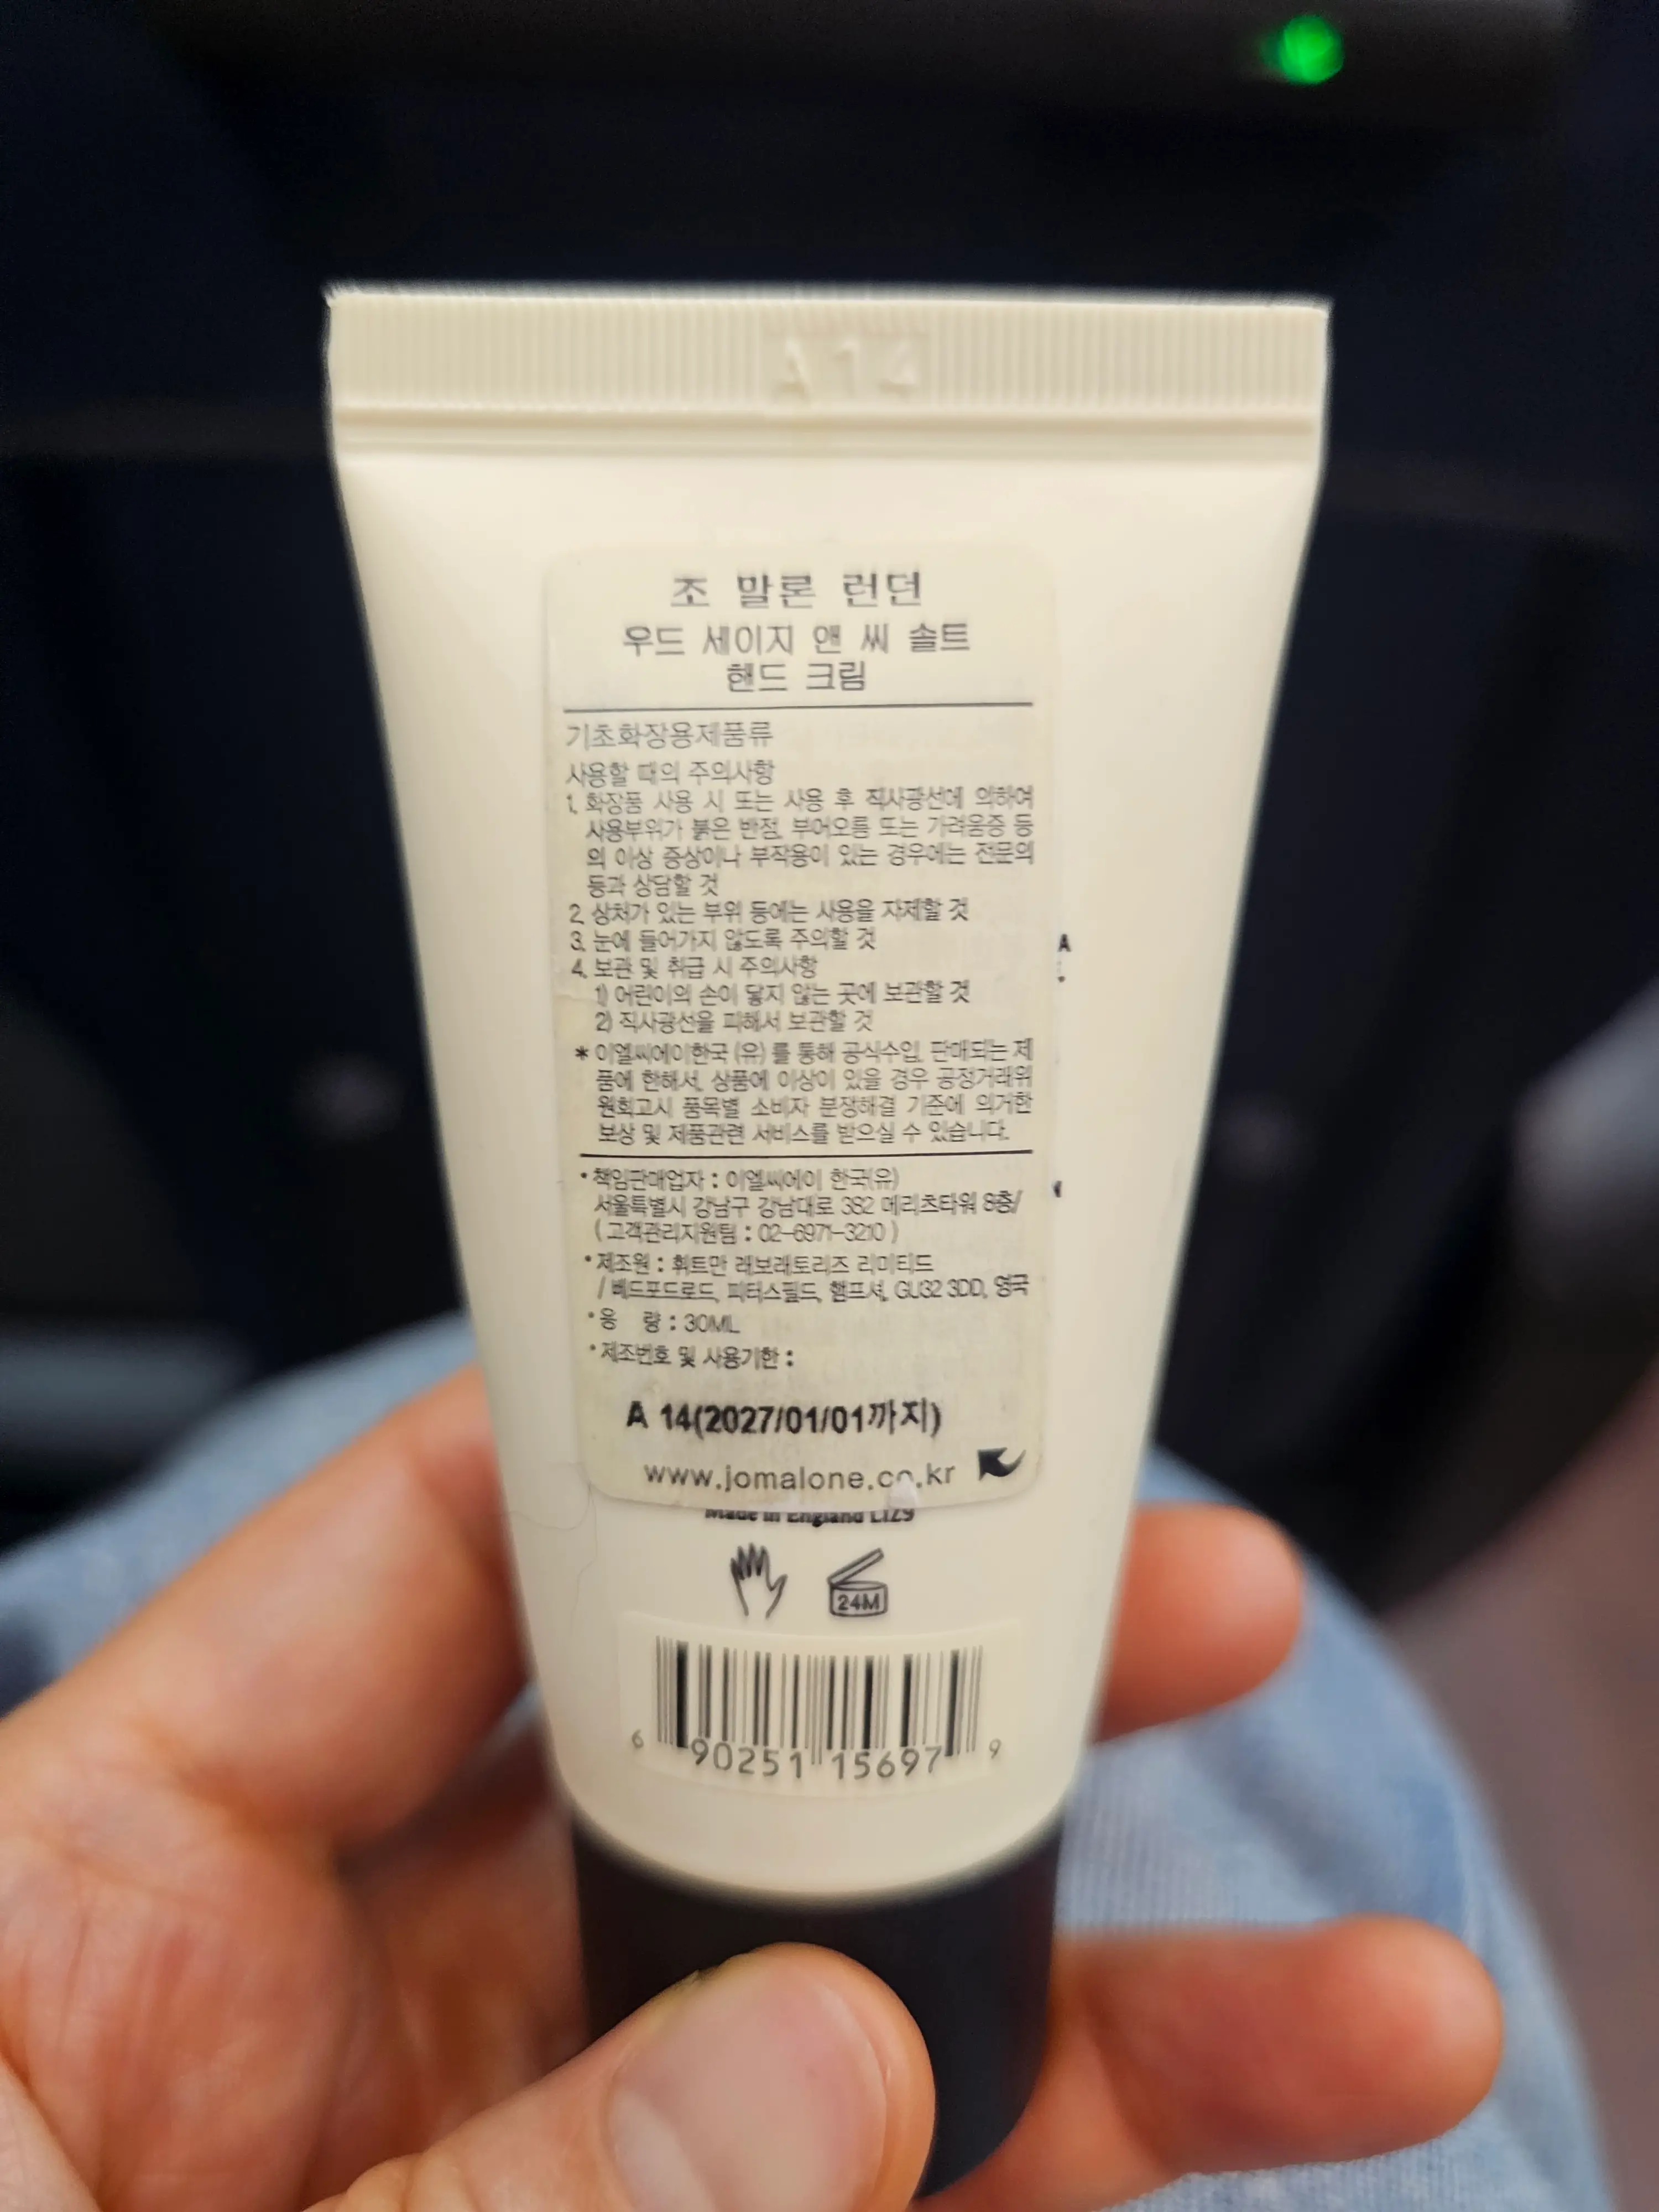 A14
조 말론 런던
우드 세이지 앤 씨 솔트
핸드 크림
기초화장용제품류
사용할 때의 주의사항
1. 화장품 사용 시 또는 사용 후 직사광선에 의하여
사용부위가 붉은 반점, 부어오름 또는 가려움증 등
의 이상 증상이나 부작용이 있는 경우에는 전문의
등과 상담할 것
2. 상처가 있는 부위 등에는 사용을 자제할 것
3. 눈에 들어가지 않도록 주의할 것
4. 보관 및 취급 시 주의사항
1) 어린이의 손이 닿지 않는 곳에 보관할 것
2) 직사광선을 피해서 보관할 것
* 이엘씨에이한국 (유) 를 통해 공식수입, 판매되는 제
품에 한해서, 상품에 이상이 있을 경우 공정거래위
원회고시 품목별 소비자 분쟁해결 기준에 의거한
보상 및 제품관련 서비스를 받으실 수 있습니다.
• 책임판매업자 : 이엘씨에이 한국(유)
서울특별시 강남구 강남대로 382 메리츠타워 8층/
( 고객관리지원팀 : 02-6971-3210 )
• 제조원 : 휘트만 래보래토리즈 리미티드
/ 베드포드로드, 피터스필드, 햄프셔, GU32 3DD, 영국
• 용 량 : 30ML
• 제조번호 및 사용기한 :
A 14(2027/01/01까지)
www.jomalone.co.kr
Made in England L1Z9
24M
6 90251 15697 9